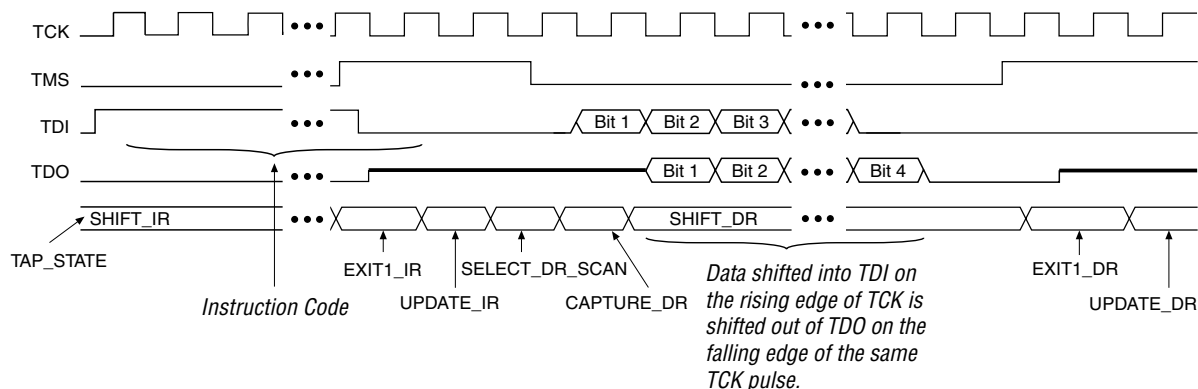 TCK
TMS
TDI
Bit 1 Bit 2 Bit 3
TDO
Bit 1 Bit 2 Bit 4
SHIFT_IR SHIFT_DR
TAP_STATE
EXIT1_IR SELECT_DR_SCAN EXIT1_DR
Instruction Code UPDATE_IR CAPTURE_DR UPDATE_DR
Data shifted into TDI on
the rising edge of TCK is
shifted out of TDO on the
falling edge of the same
TCK pulse.